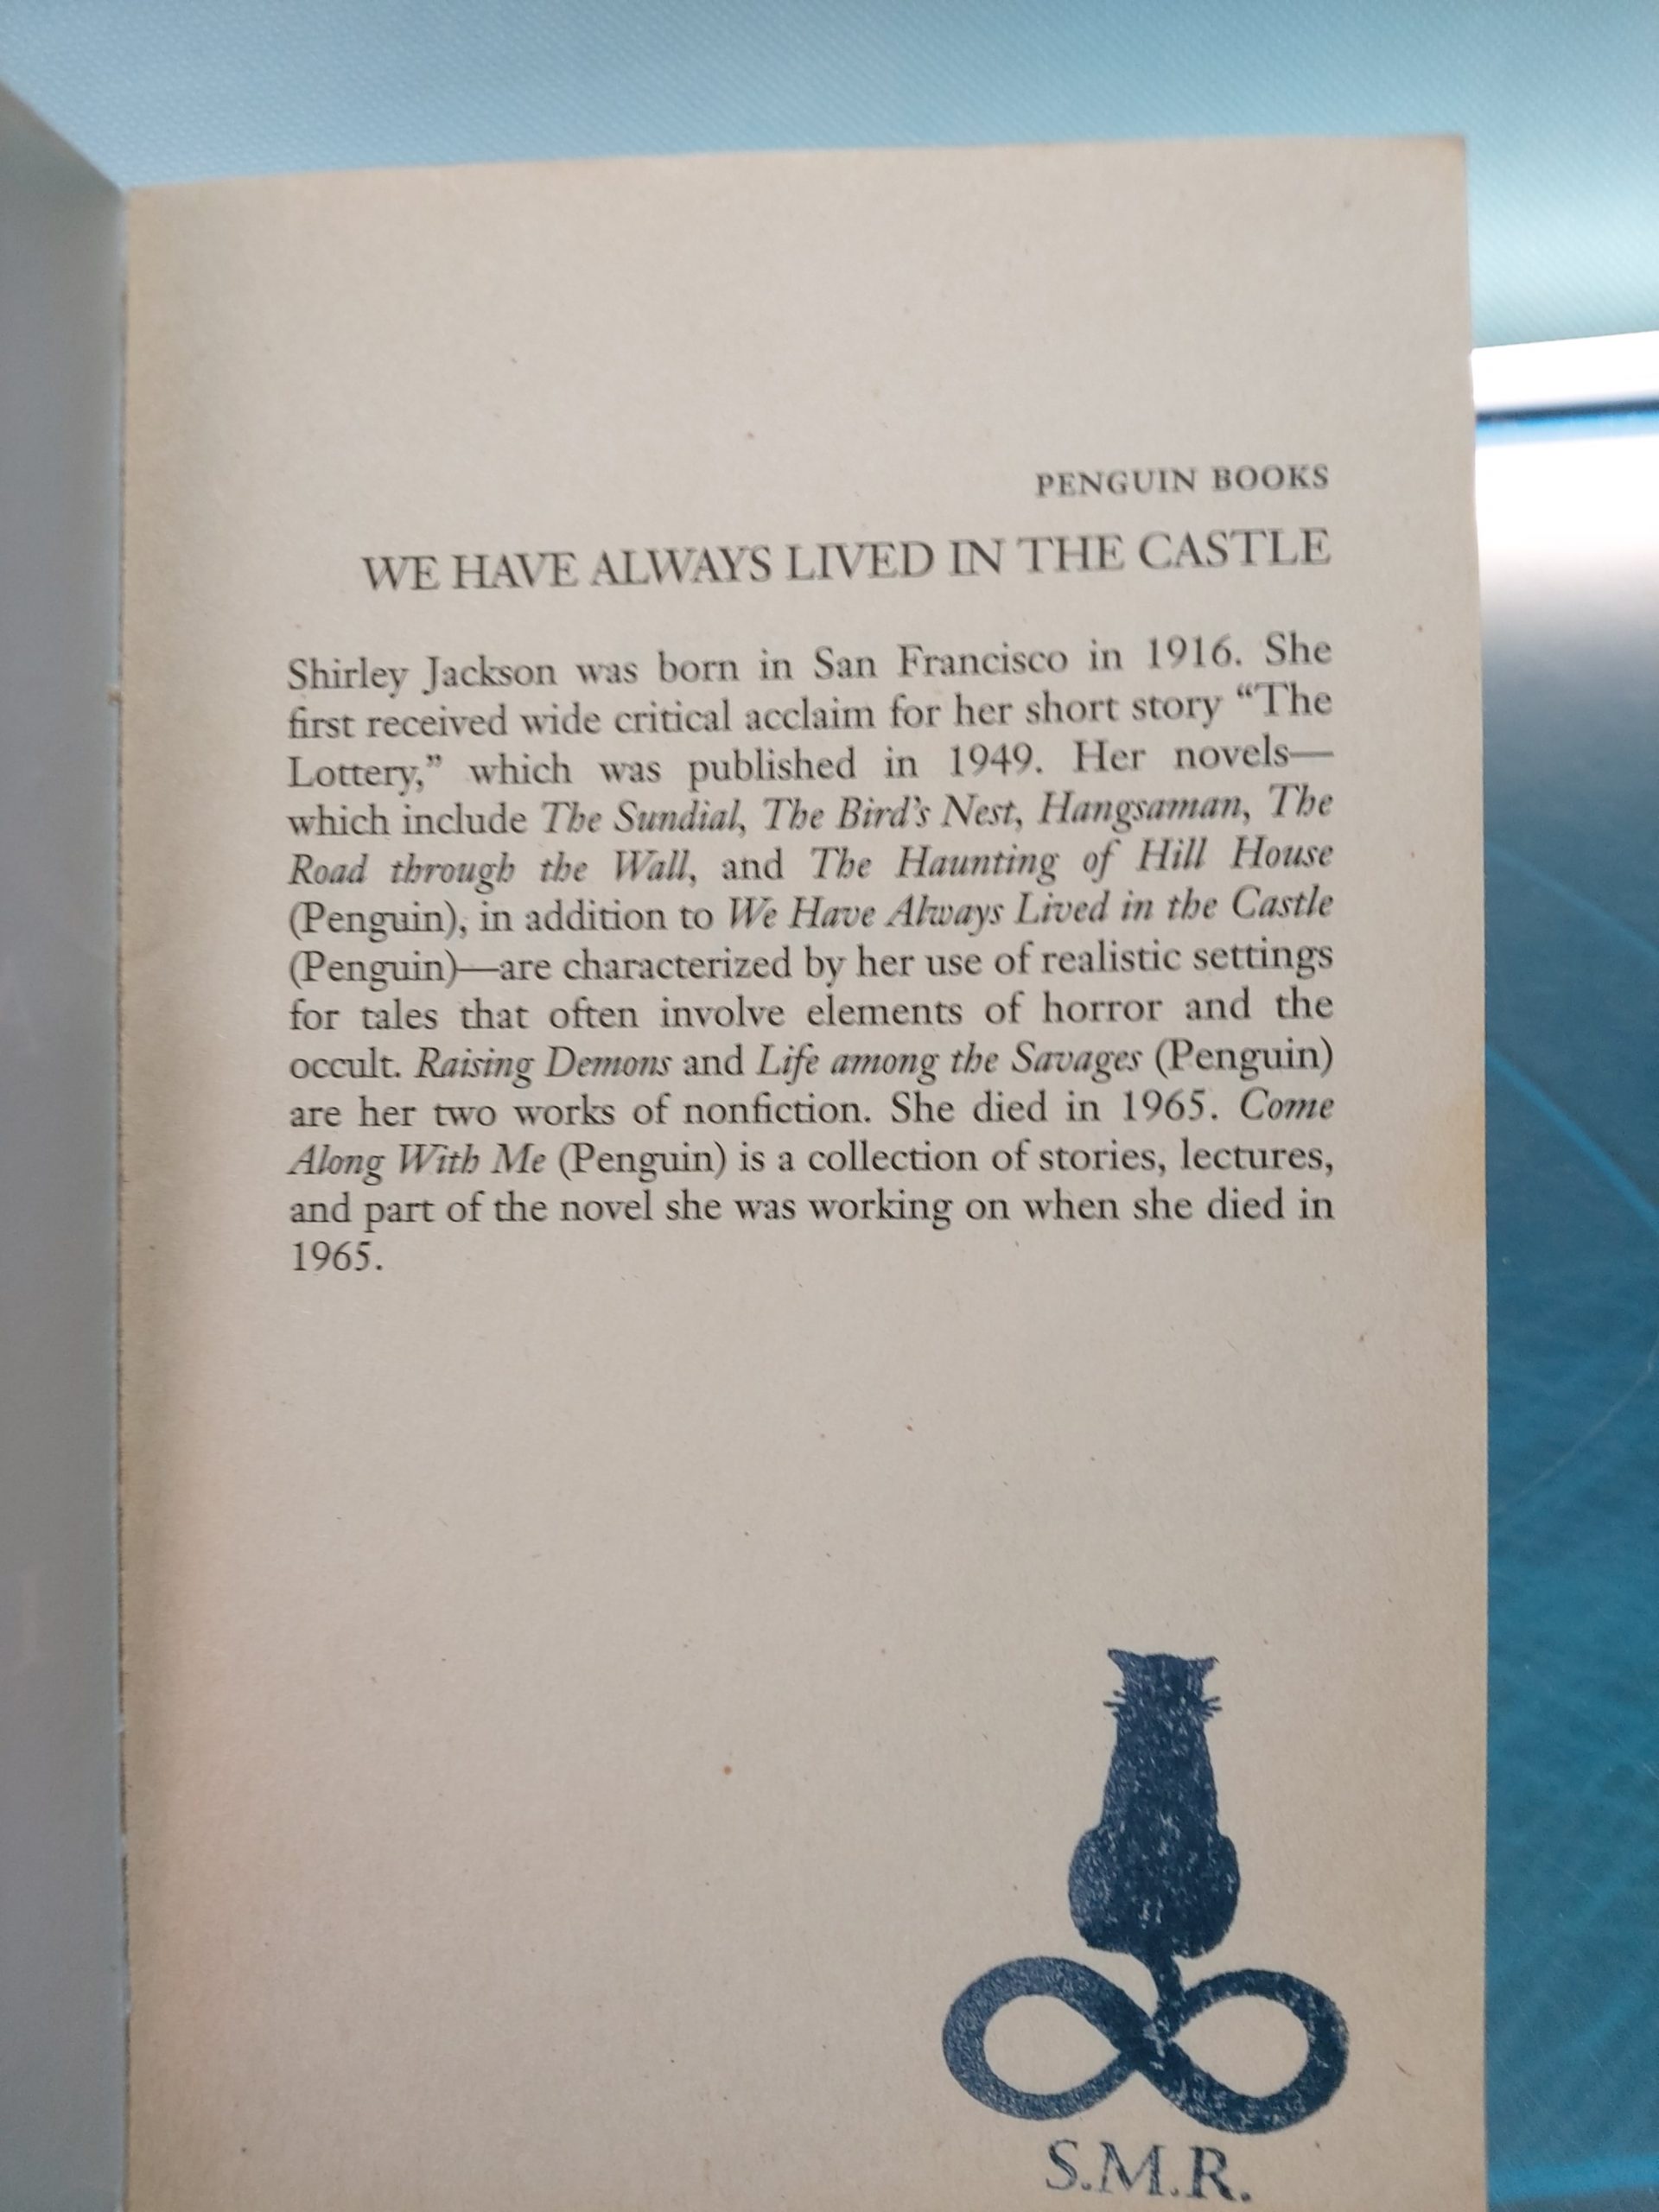 PENGUIN BOOKS
WE HAVE ALWAYS LIVED IN THE CASTLE
Shirley Jackson was born in San Francisco in 1916. She
first received wide critical acclaim for her short story “The
Lottery,” which was published in 1949. Her novels—
which include The Sundial, The Bird’s Nest, Hangsaman, The
Road through the Wall, and The Haunting of Hill House
(Penguin), in addition to We Have Always Lived in the Castle
(Penguin)—are characterized by her use of realistic settings
for tales that often involve elements of horror and the
occult. Raising Demons and Life among the Savages (Penguin)
are her two works of nonfiction. She died in 1965. Come
Along With Me (Penguin) is a collection of stories, lectures,
and part of the novel she was working on when she died in
1965.
S.M.R.